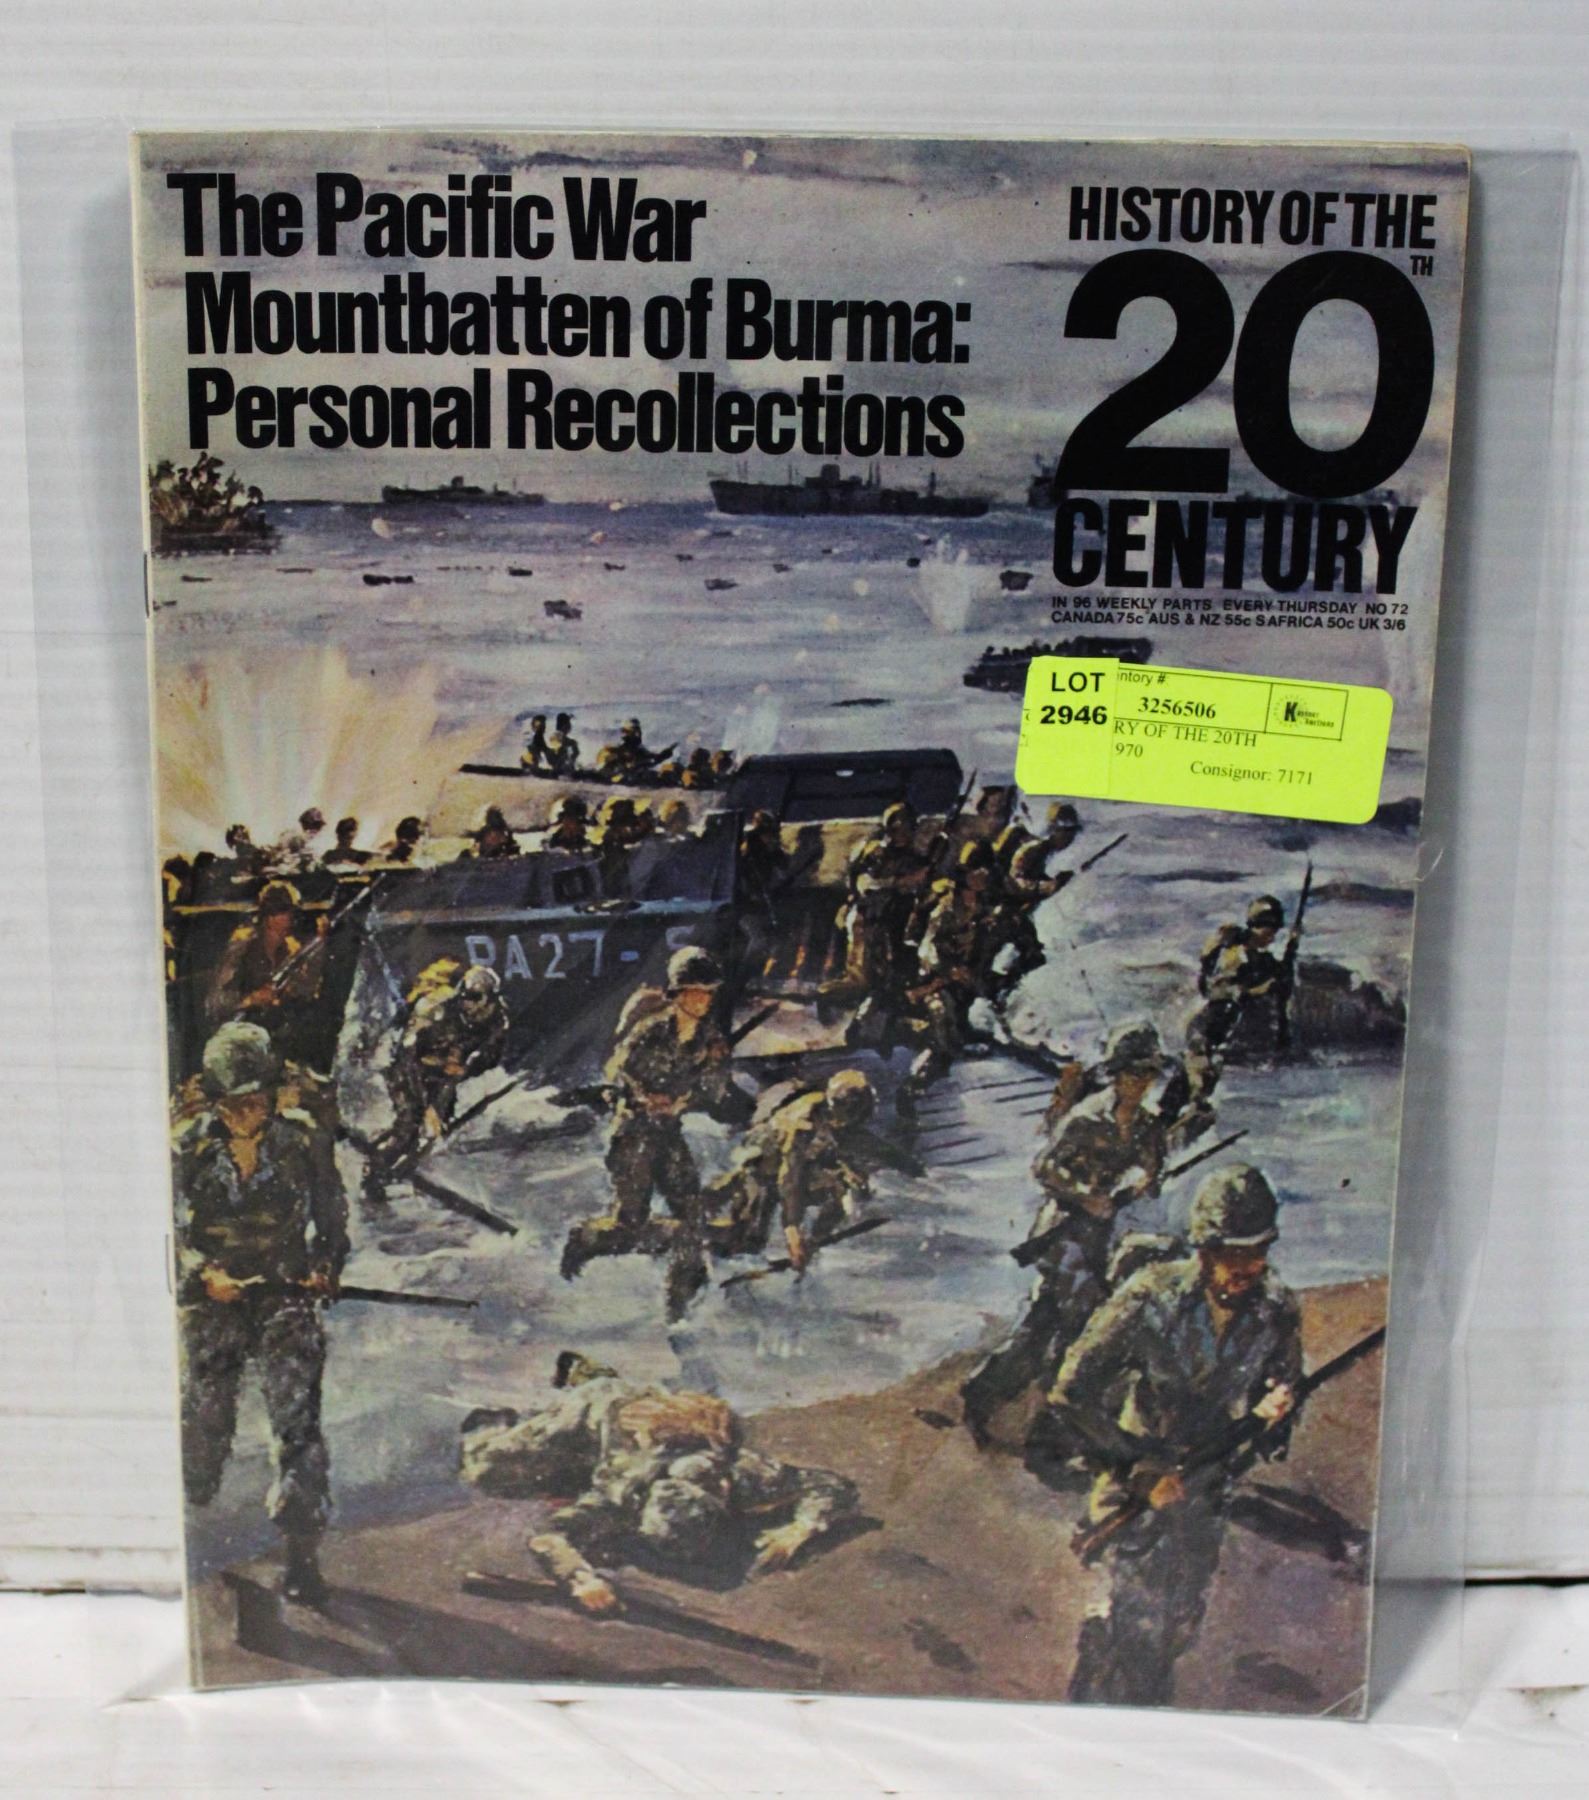 The Pacific War
Mountbatten of Burma:
Personal Recollections
HISTORY OF THE
20TH
CENTURY
IN 96 WEEKLY PARTS EVERY THURSDAY NO 72
CANADA 75c AUS & NZ 55c S AFRICA 50c UK 3/6
LOT
2946
ntory #
3256506
RY OF THE 20TH
970
Consignor: 7171
PA27-